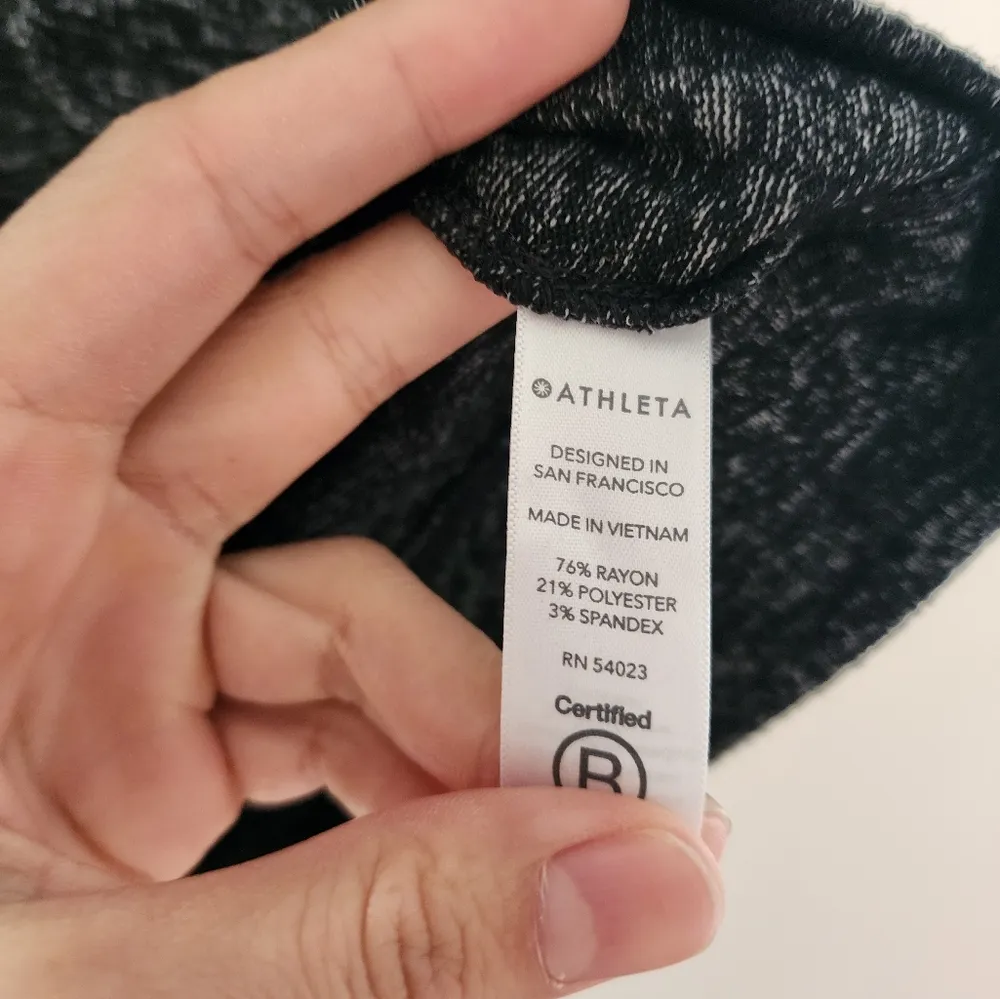 ATHLETA
DESIGNED IN
SAN FRANCISCO
MADE IN VIETNAM
76% RAYON
21% POLYESTER
3% SPANDEX
RN 54023
Certified
B